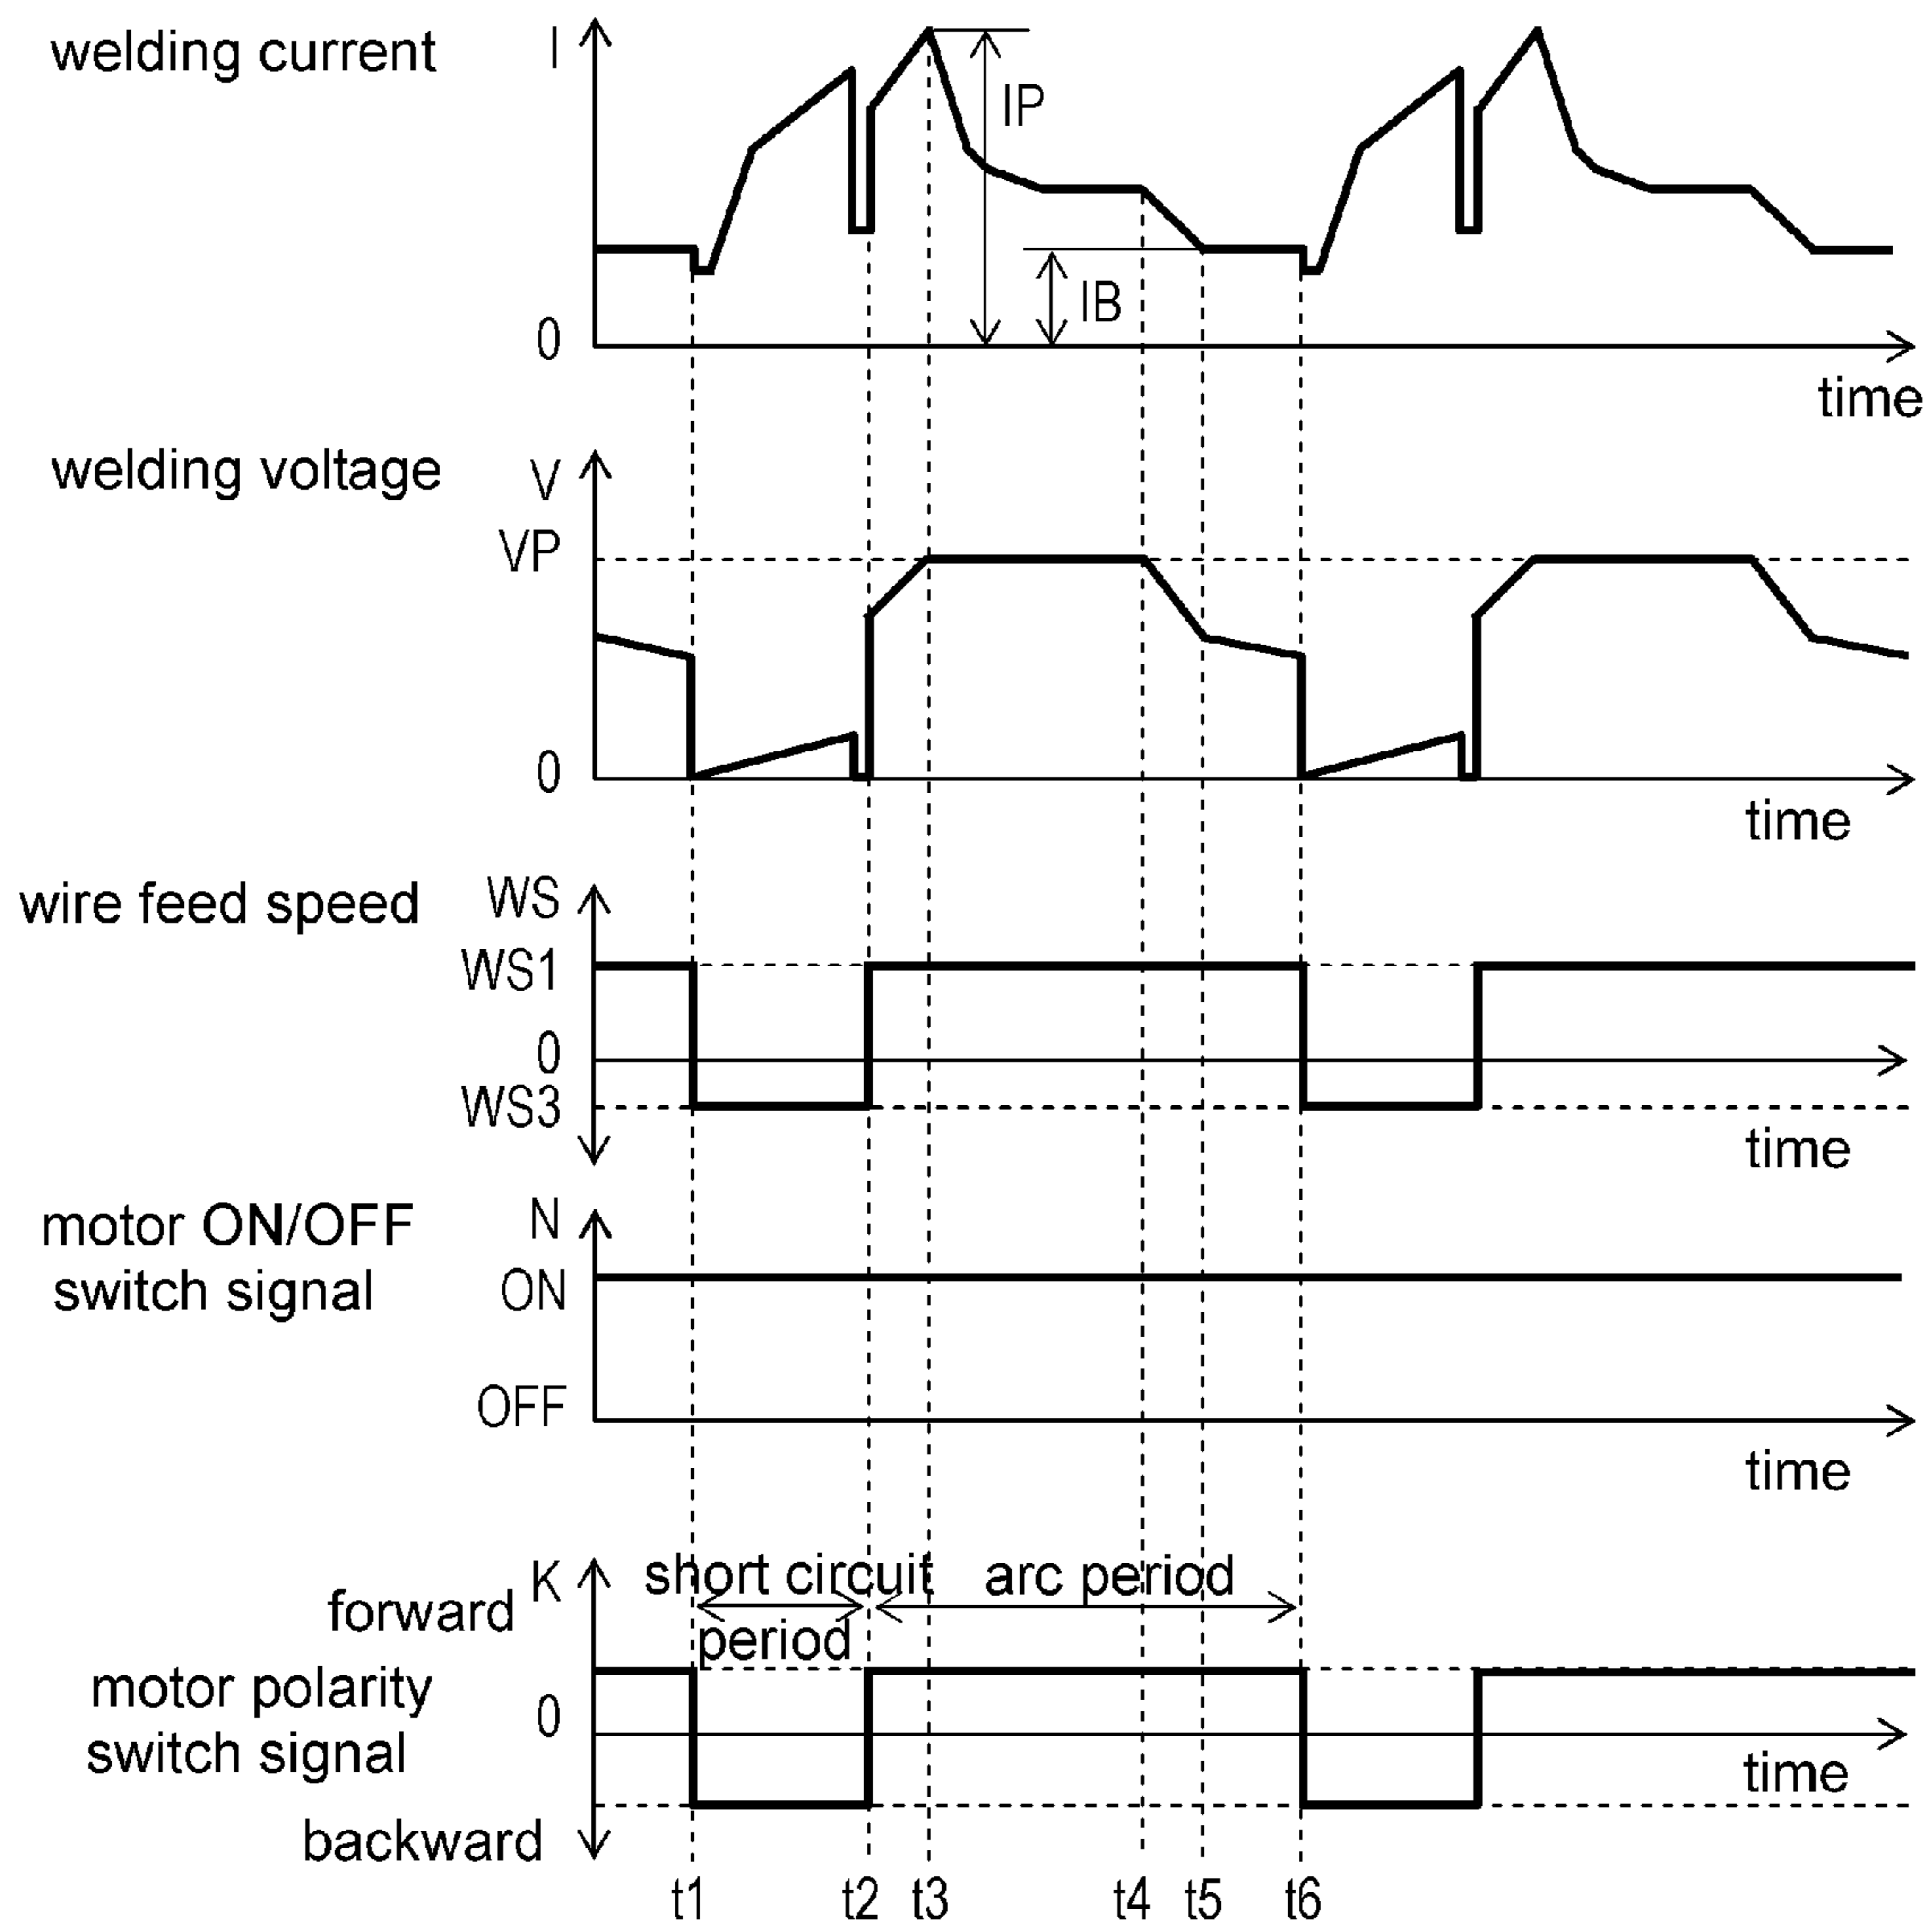 welding current
I
IP
IB
0
time
welding voltage
V
VP
0
time
wire feed speed
WS
WS1
0
WS3
time
motor ON/OFF
switch signal
N
ON
OFF
time
K
short circuit
period
arc period
forward
motor polarity
switch signal
0
time
backward
t1 t2 t3 t4 t5 t6